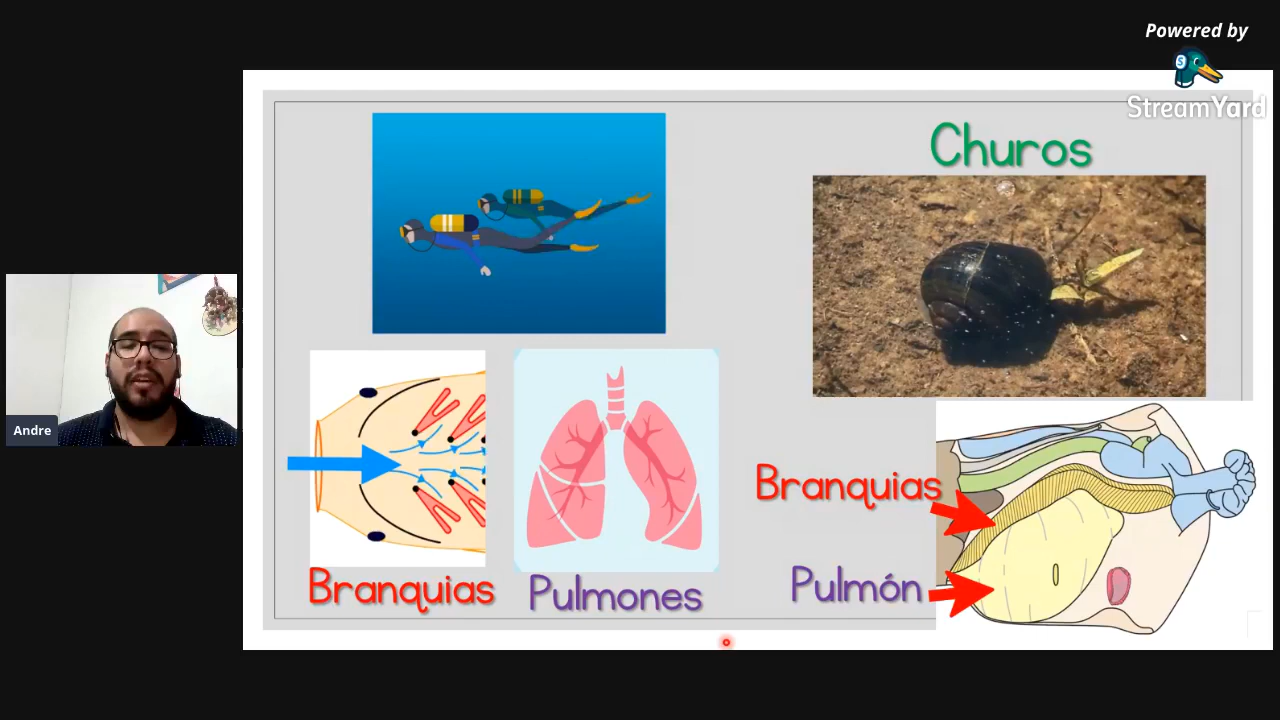 Powered by
StreamYard
Churos
Branquias
Pulmón
Branquias
Pulmones
Andre